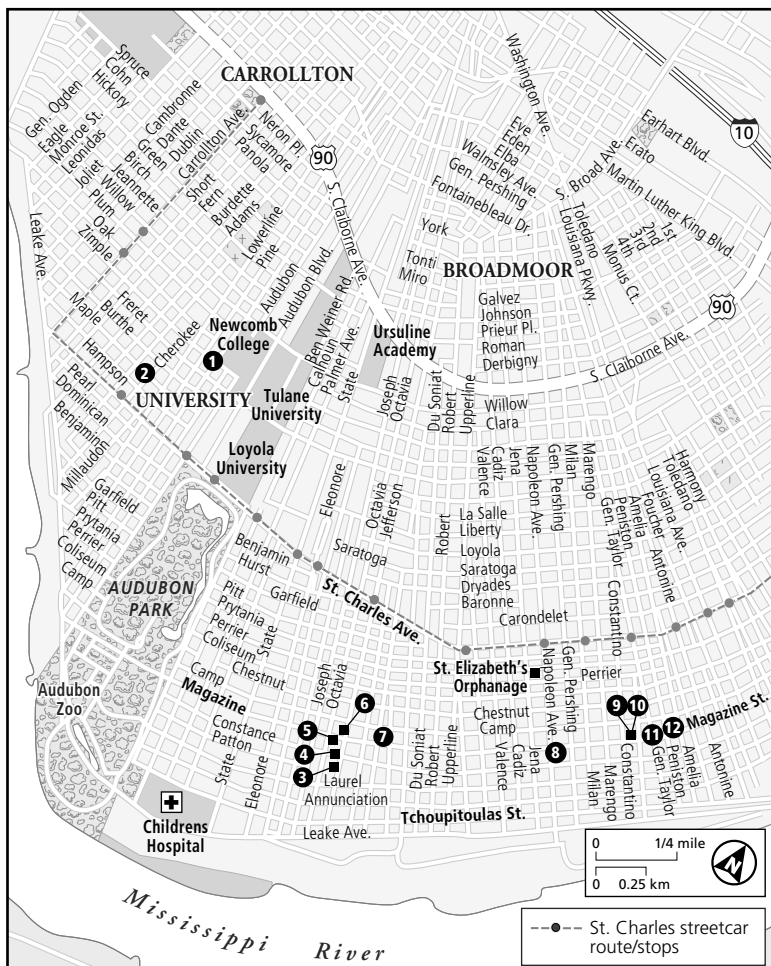 Spruce
Cohn
Hickory
Gen. Ogden
Eagle
Monroe St.
Leonidas
Joliet
Cambronne
Dante
Green
Dublin
Birch
Jeannette
Willow
Plum
Oak
Zimple
Carrollton Ave.
CARROLLTON
Neron Pl.
Sycamore
Panola
Short
Fern
Burdette
Adams
Lowerline
Pine
90
S. Claiborne Ave.
Washington Ave.
Eve
Eden
Elba
Walmsley Ave.
Gen. Pershing
Fontainebleau Dr.
S. Broad Ave.
Earhart Blvd.
Erato
Martin Luther King Blvd.
10
York
Tonti
Miro
BROADMOOR
Toledano
Louisiana Pkwy.
1st
2nd
3rd
4th
Monus Ct.
90
S. Claiborne Ave.
Galvez
Johnson
Prieur Pl.
Roman
Derbigny
Leake Ave.
Maple
Freret
Burthe
Cherokee
Audubon
Audubon Blvd.
Newcomb
College
Ben Weiner Rd.
Calhoun
Palmer Ave.
State
Ursuline
Academy
1
2
UNIVERSITY
Tulane
University
Loyola
University
Hampson
Pearl
Dominican
Benjamin
Millaudon
Joseph
Octavia
Du Soniat
Robert
Upperline
Willow
Clara
Valence
Cadiz
Jena
Napoleon Ave.
Gen. Pershing
Milan
Marengo
Harmony
Toledano
Louisiana Ave.
Foucher
Antonine
Amelia
Peniston
Gen. Taylor
Constantino
Garfield
Pitt
Prytania
Perrier
Coliseum
Camp
AUDUBON
PARK
Audubon
Zoo
Eleonore
Octavia
Jefferson
Saratoga
Robert
La Salle
Liberty
Loyola
Saratoga
Dryades
Baronne
Carondelet
Benjamin
Hurst
Garfield
St. Charles Ave.
Pitt
Prytania
Perrier
Coliseum
State
Camp
Chestnut
Magazine
Constance
Patton
State
Eleonore
Joseph
Octavia
5
6
4
3
7
Laurel
Annunciation
Leake Ave.
Du Soniat
Robert
Upperline
St. Elizabeth's
Orphanage
Chestnut
Camp
Valence
Cadiz
Jena
Napoleon Ave.
Gen. Pershing
8
Perrier
9
10
11
12
Magazine St.
Milan
Marengo
Constantino
Gen. Taylor
Peniston
Amelia
Antonine
Tchoupitoulas St.
Childrens
Hospital
Mississippi River
0 1/4 mile
0 0.25 km
N
St. Charles streetcar
route/stops